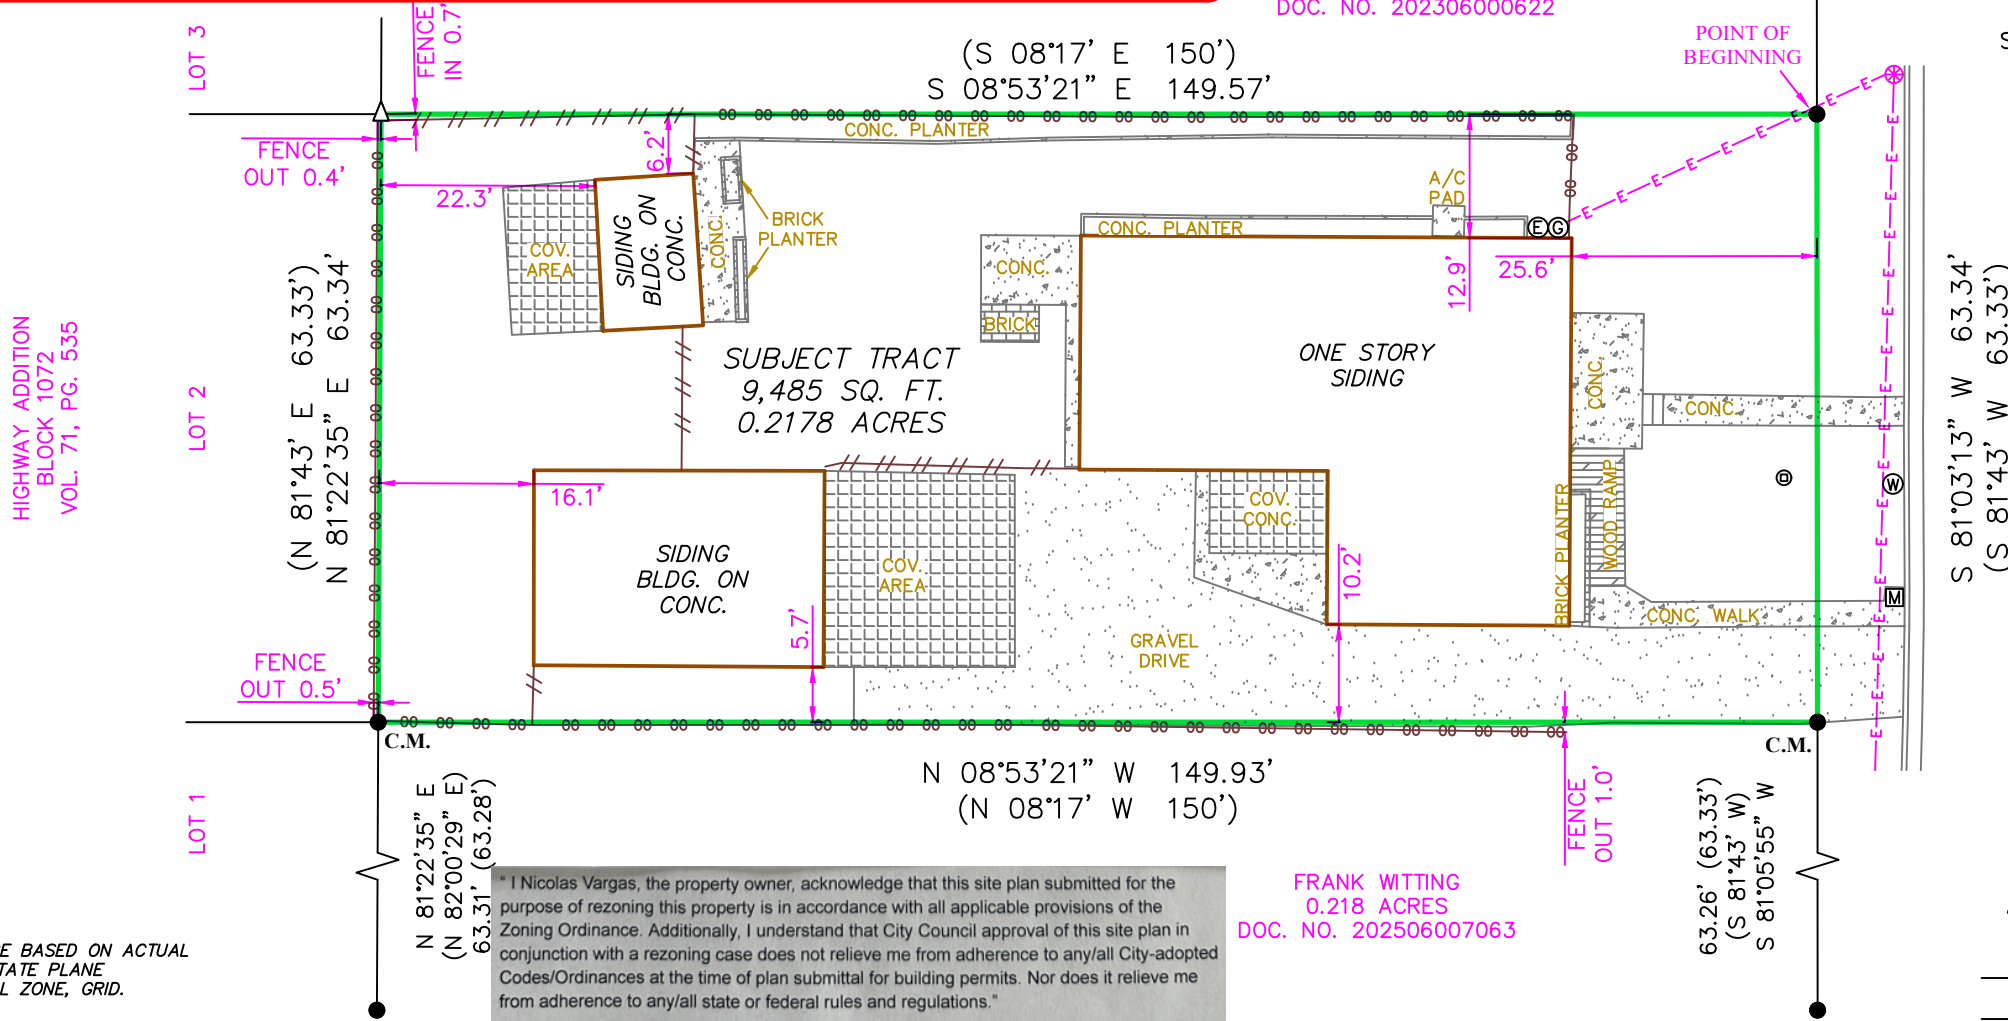 DOC. NO. 202306000622
LOT 3
FENCE
IN 0.7'
(S 08°17' E 150')
S 08°53'21" E 149.57'
POINT OF
BEGINNING
CONC. PLANTER
FENCE
OUT 0.4'
22.3'
6.2'
COV.
AREA
SIDING
BLDG. ON
CONC.
CONC.
BRICK
PLANTER
A/C
PAD
CONC. PLANTER
E
G
CONC.
BRICK
12.9'
25.6'
ONE STORY
SIDING
SUBJECT TRACT
9,485 SQ. FT.
0.2178 ACRES
(N 81°43' E 63.33')
N 81°22'35" E 63.34'
HIGHWAY ADDITION
BLOCK 1072
VOL. 71, PG. 535
LOT 2
CONC.
CONC.
S 81°03'13" W 63.34'
(S 81°43' W 63.33')
W
M
16.1'
SIDING
BLDG. ON
CONC.
COV.
AREA
5.7'
COV.
CONC.
10.2'
BRICK PLANTER
WOOD RAMP
CONC. WALK
GRAVEL
DRIVE
FENCE
OUT 0.5'
C.M.
C.M.
N 08°53'21" W 149.93'
(N 08°17' W 150')
FENCE
OUT 1.0'
LOT 1
N 81°22'35" E
(N 82°00'29" E)
63.31' (63.28')
63.26' (63.33')
(S 81°43' W)
S 81°05'55" W
FRANK WITTING
0.218 ACRES
DOC. NO. 202506007063
E BASED ON ACTUAL
TATE PLANE
L ZONE, GRID.
" I Nicolas Vargas, the property owner, acknowledge that this site plan submitted for the
purpose of rezoning this property is in accordance with all applicable provisions of the
Zoning Ordinance. Additionally, I understand that City Council approval of this site plan in
conjunction with a rezoning case does not relieve me from adherence to any/all City-adopted
Codes/Ordinances at the time of plan submittal for building permits. Nor does it relieve me
from adherence to any/all state or federal rules and regulations."